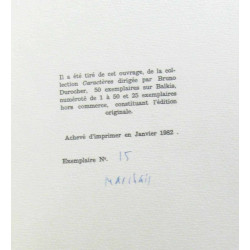 Il a été tiré de cet ouvrage, de la col-
lection Caractères dirigée par Bruno
Durocher. 50 exemplaires sur Balkis,
numéroté de 1 à 50 et 25 exemplaires
hors commerce, constituant l'édition
originale.
Achevé d'imprimer en Janvier 1962 .
Exemplaire Nº. 15